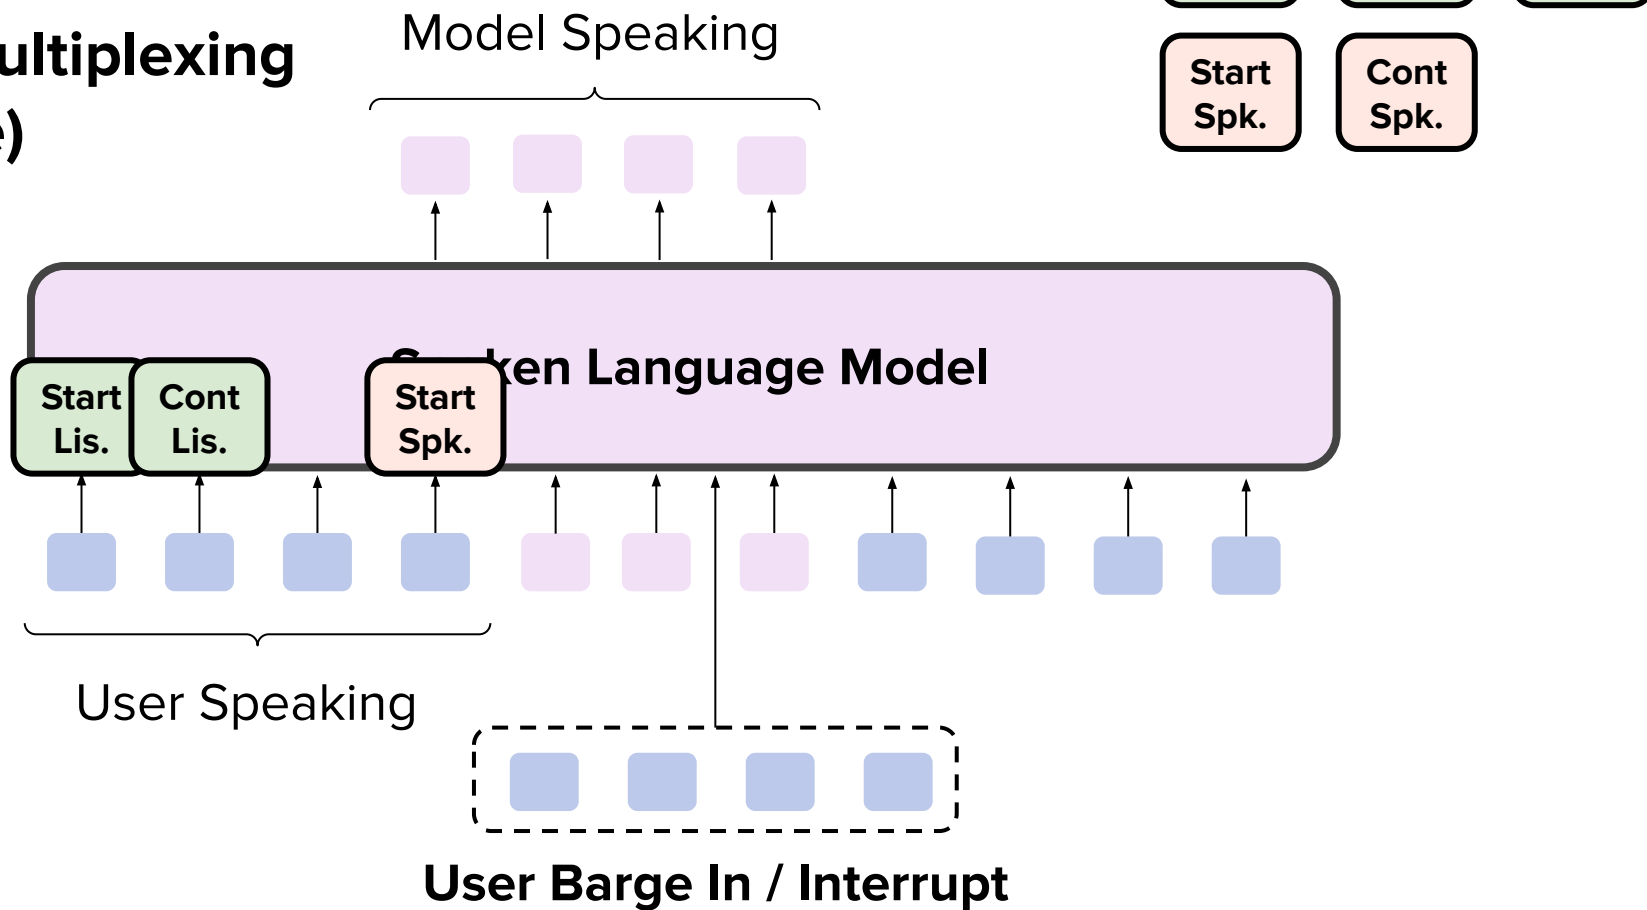 Model Speaking
ultiplexing
e)
Start
Spk.
Cont
Spk.
ken Language Model
Start
Lis.
Cont
Lis.
Start
Spk.
User Speaking
User Barge In / Interrupt